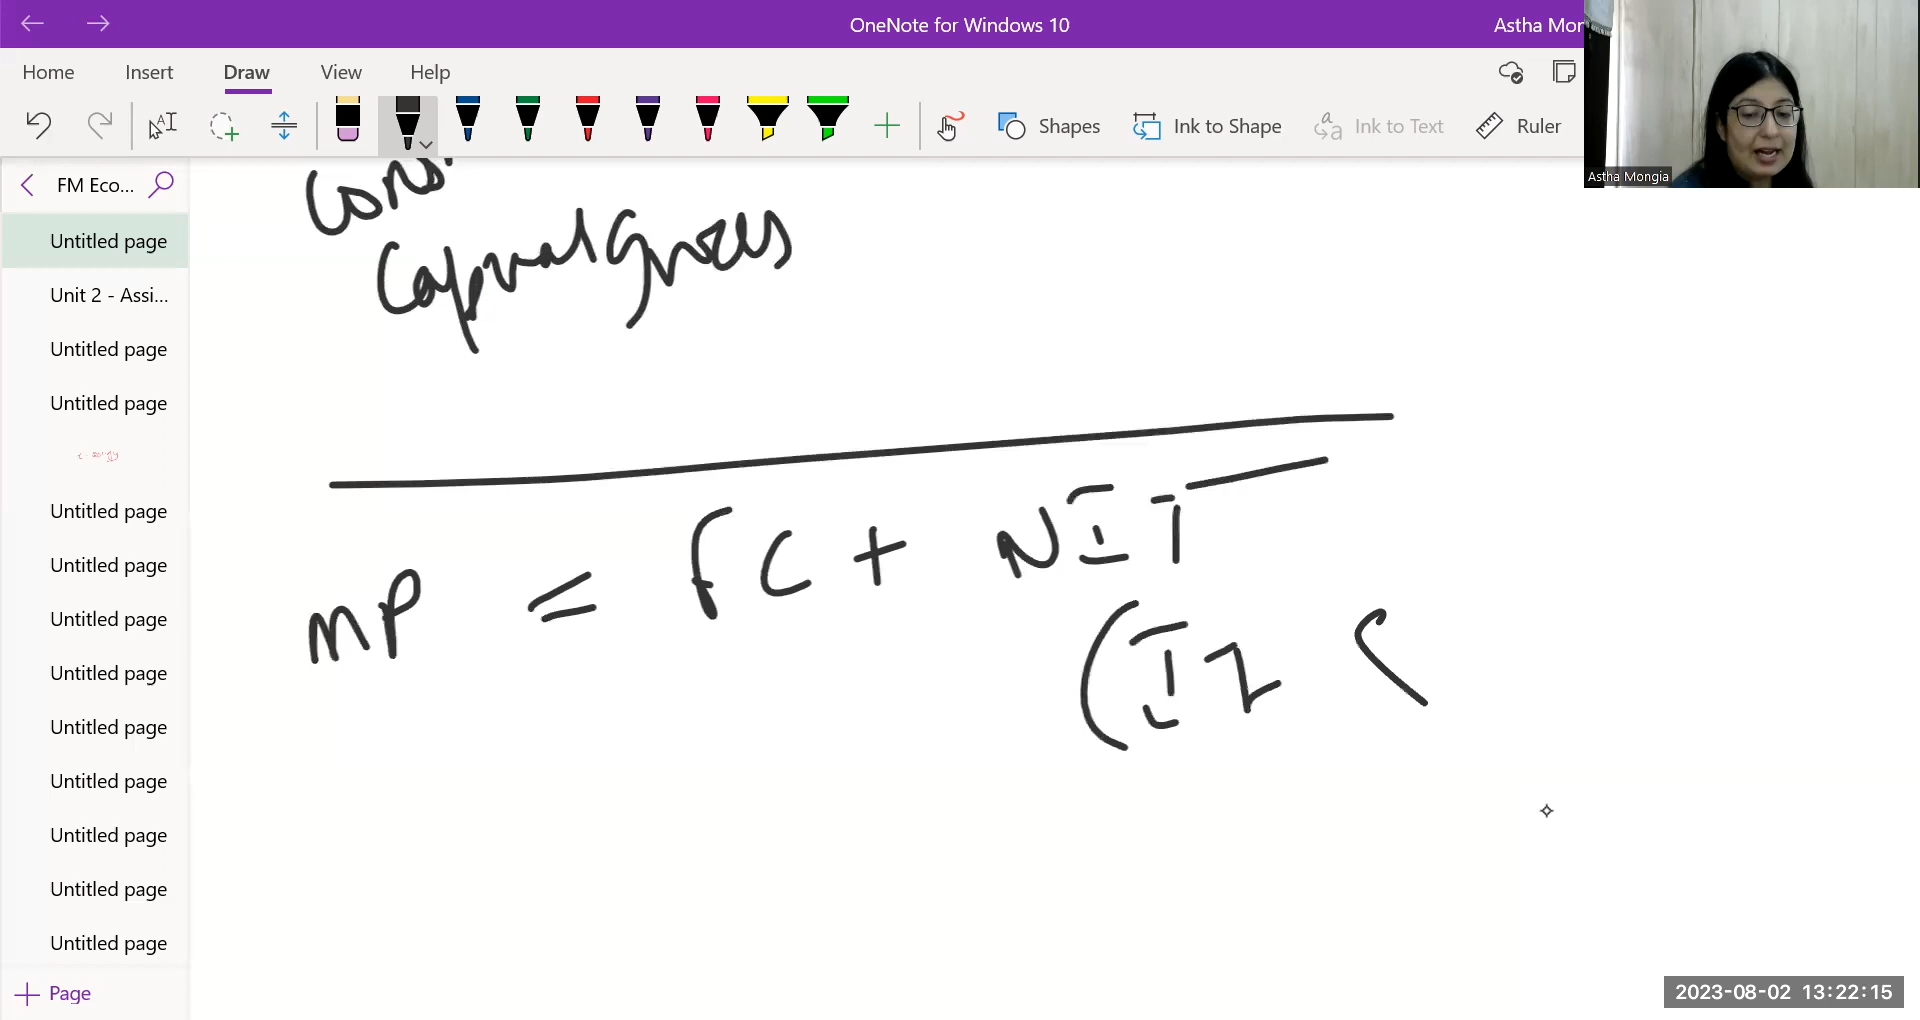 OneNote for Windows 10
Astha Mon
Home Insert Draw View Help
Shapes Ink to Shape Ink to Text Ruler
Astha Mongia
FM Eco...
Untitled page
Unit 2 - Assi...
Untitled page
Untitled page
Untitled page
Untitled page
Untitled page
Untitled page
Untitled page
Untitled page
Untitled page
Untitled page
Untitled page
Page
Cons
Capital Goods
MP = FC + NIT
(I
2023-08-02 13:22:15